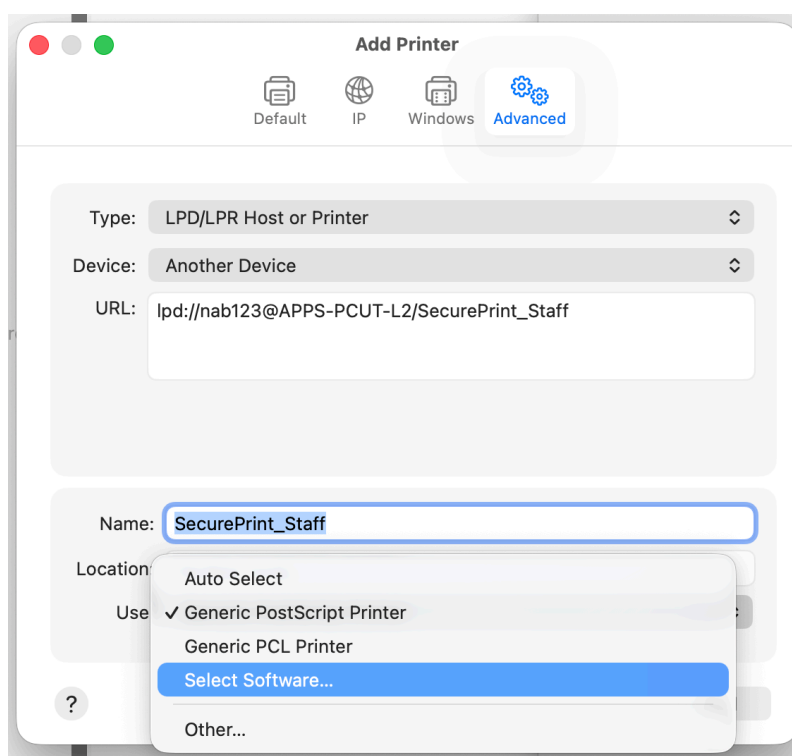 Add Printer
Default IP Windows Advanced
Type: LPD/LPR Host or Printer
Device: Another Device
URL: lpd://nab123@APPS-PCUT-L2/SecurePrint_Staff
Name: SecurePrint_Staff
Location:
Auto Select
Use ✓ Generic PostScript Printer
Generic PCL Printer
Select Software...
?
Other...